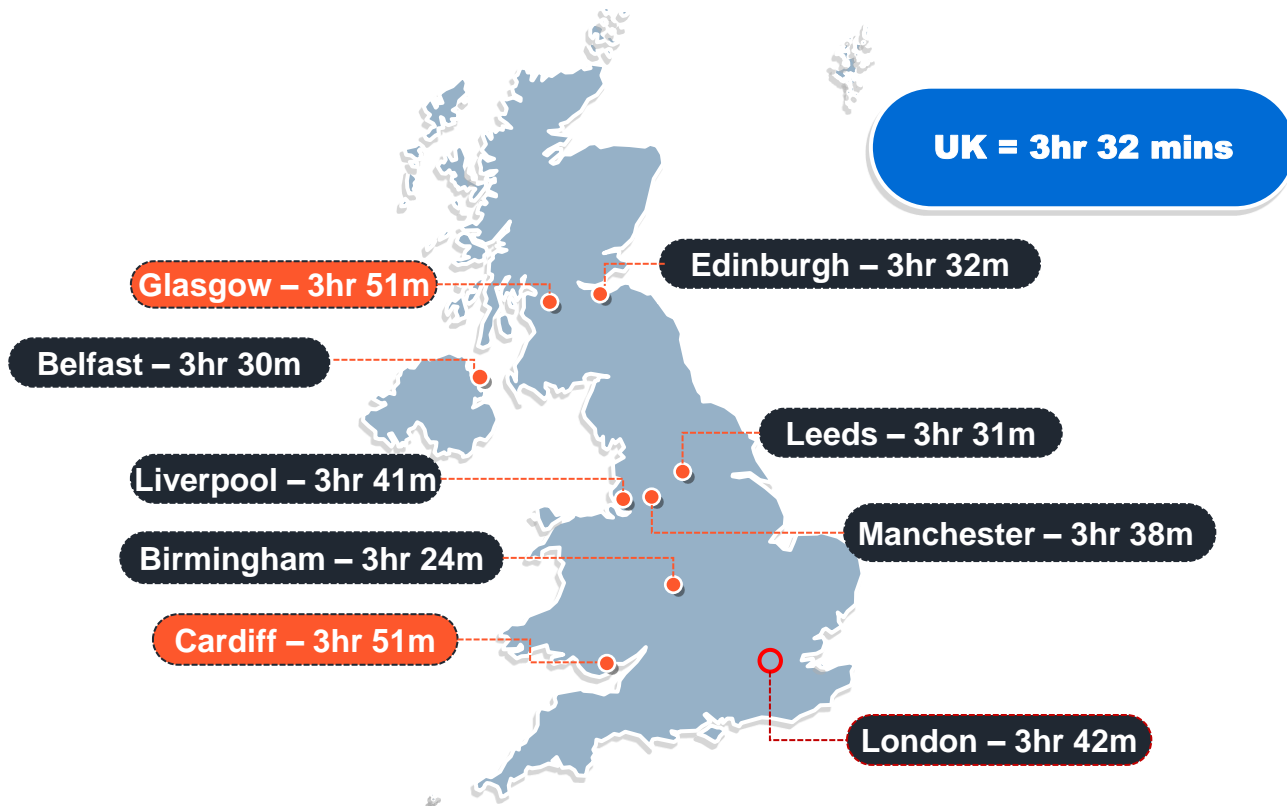 UK = 3hr 32 mins
Edinburgh – 3hr 32m
Glasgow – 3hr 51m
Belfast – 3hr 30m
Leeds – 3hr 31m
Liverpool – 3hr 41m
Manchester – 3hr 38m
Birmingham – 3hr 24m
Cardiff – 3hr 51m
London – 3hr 42m